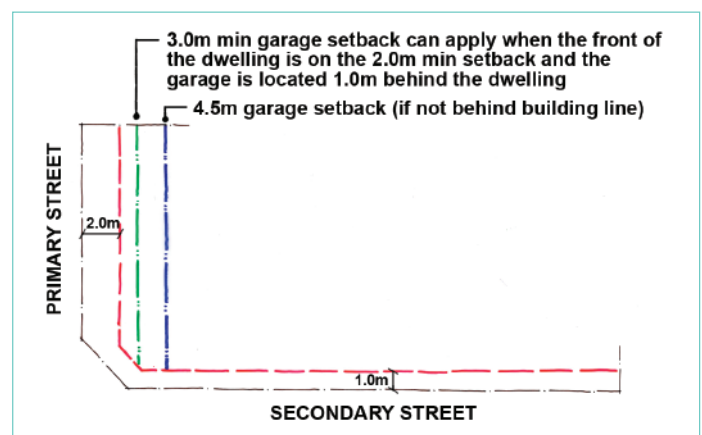 3.0m min garage setback can apply when the front of
the dwelling is on the 2.0m min setback and the
garage is located 1.0m behind the dwelling
4.5m garage setback (if not behind building line)
PRIMARY STREET
2.0m
1.0m
SECONDARY STREET